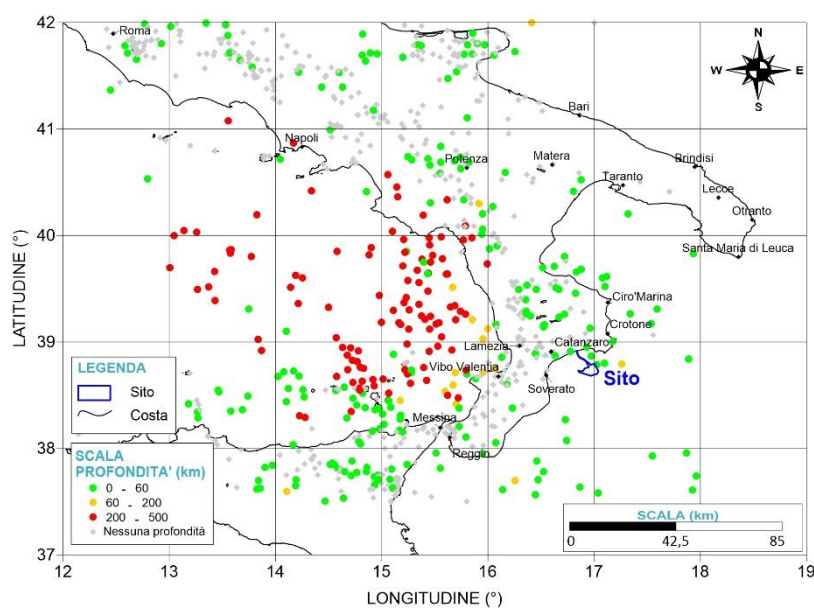 42
41
40
39
38
37
LATITUDINE (°)
Roma
Napoli
Potenza
Matera
Bari
Taranto
Brindisi
Lecce
Otranto
Santa Maria di Leuca
Ciro'Marina
Crotone
Catanzaro
Lamezia
Vibo Valentia
Soverato
Sito
Messina
Reggio
N
W
E
S
LEGENDA
Sito
Costa
SCALA
PROFONDITA' (km)
0 - 60
60 - 200
200 - 500
Nessuna profondità
SCALA (km)
0 42,5 85
12 13 14 15 16 17 18 19
LONGITUDINE (°)